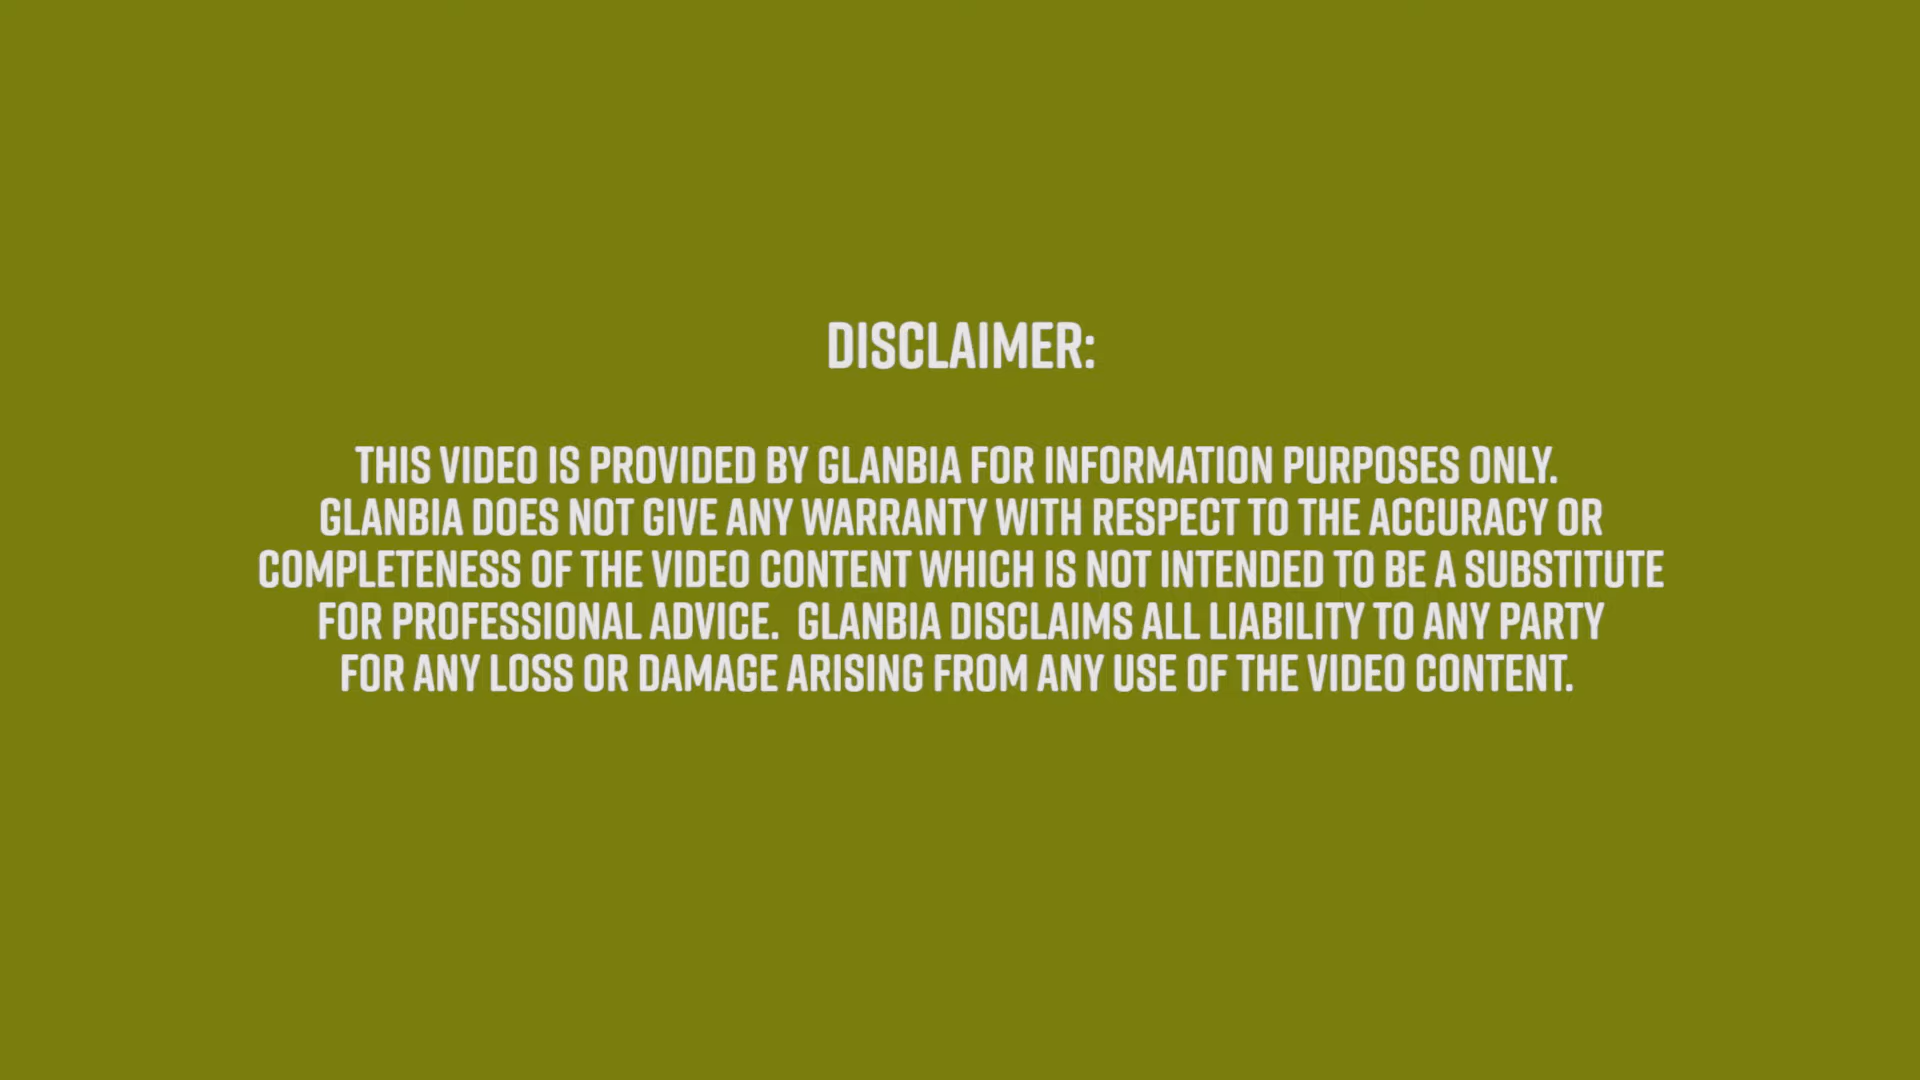 DISCLAIMER:
THIS VIDEO IS PROVIDED BY GLANBIA FOR INFORMATION PURPOSES ONLY.
GLANBIA DOES NOT GIVE ANY WARRANTY WITH RESPECT TO THE ACCURACY OR
COMPLETENESS OF THE VIDEO CONTENT WHICH IS NOT INTENDED TO BE A SUBSTITUTE
FOR PROFESSIONAL ADVICE. GLANBIA DISCLAIMS ALL LIABILITY TO ANY PARTY
FOR ANY LOSS OR DAMAGE ARISING FROM ANY USE OF THE VIDEO CONTENT.